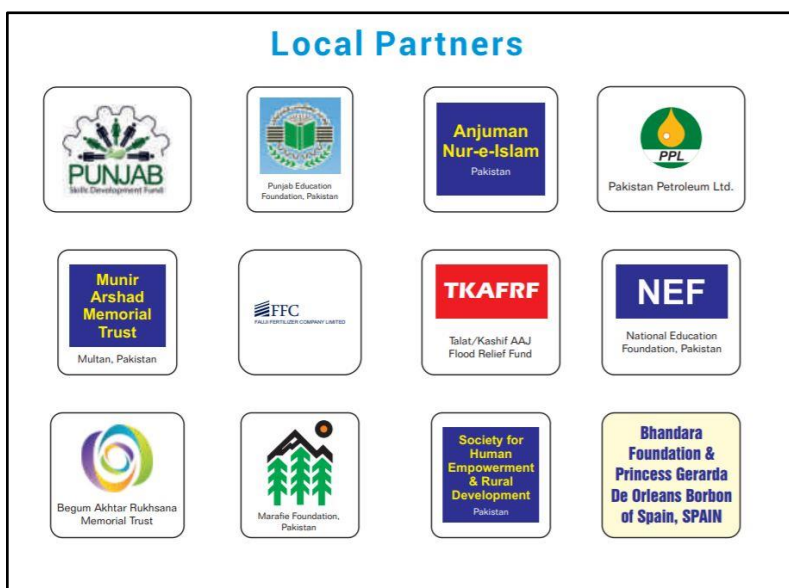 Local Partners
PUNJAB
Skills Development Fund
Punjab Education
Foundation, Pakistan
Anjuman
Nur-e-Islam
Pakistan
PPL
Pakistan Petroleum Ltd.
Munir
Arshad
Memorial
Trust
Multan, Pakistan
FFC
FAUJI FERTILIZER COMPANY LIMITED
TKAFRF
Talat/Kashif AAJ
Flood Relief Fund
NEF
National Education
Foundation, Pakistan
Begum Akhtar Rukhsana
Memorial Trust
Marafie Foundation,
Pakistan
Society for
Human
Empowerment
& Rural
Development
Pakistan
Bhandara
Foundation &
Princess Gerarda
De Orleans Borbon
of Spain, SPAIN